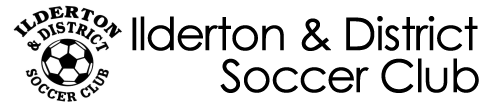 ILDERTON
& DISTRICT
SOCCER CLUB
Ilderton & District
Soccer Club